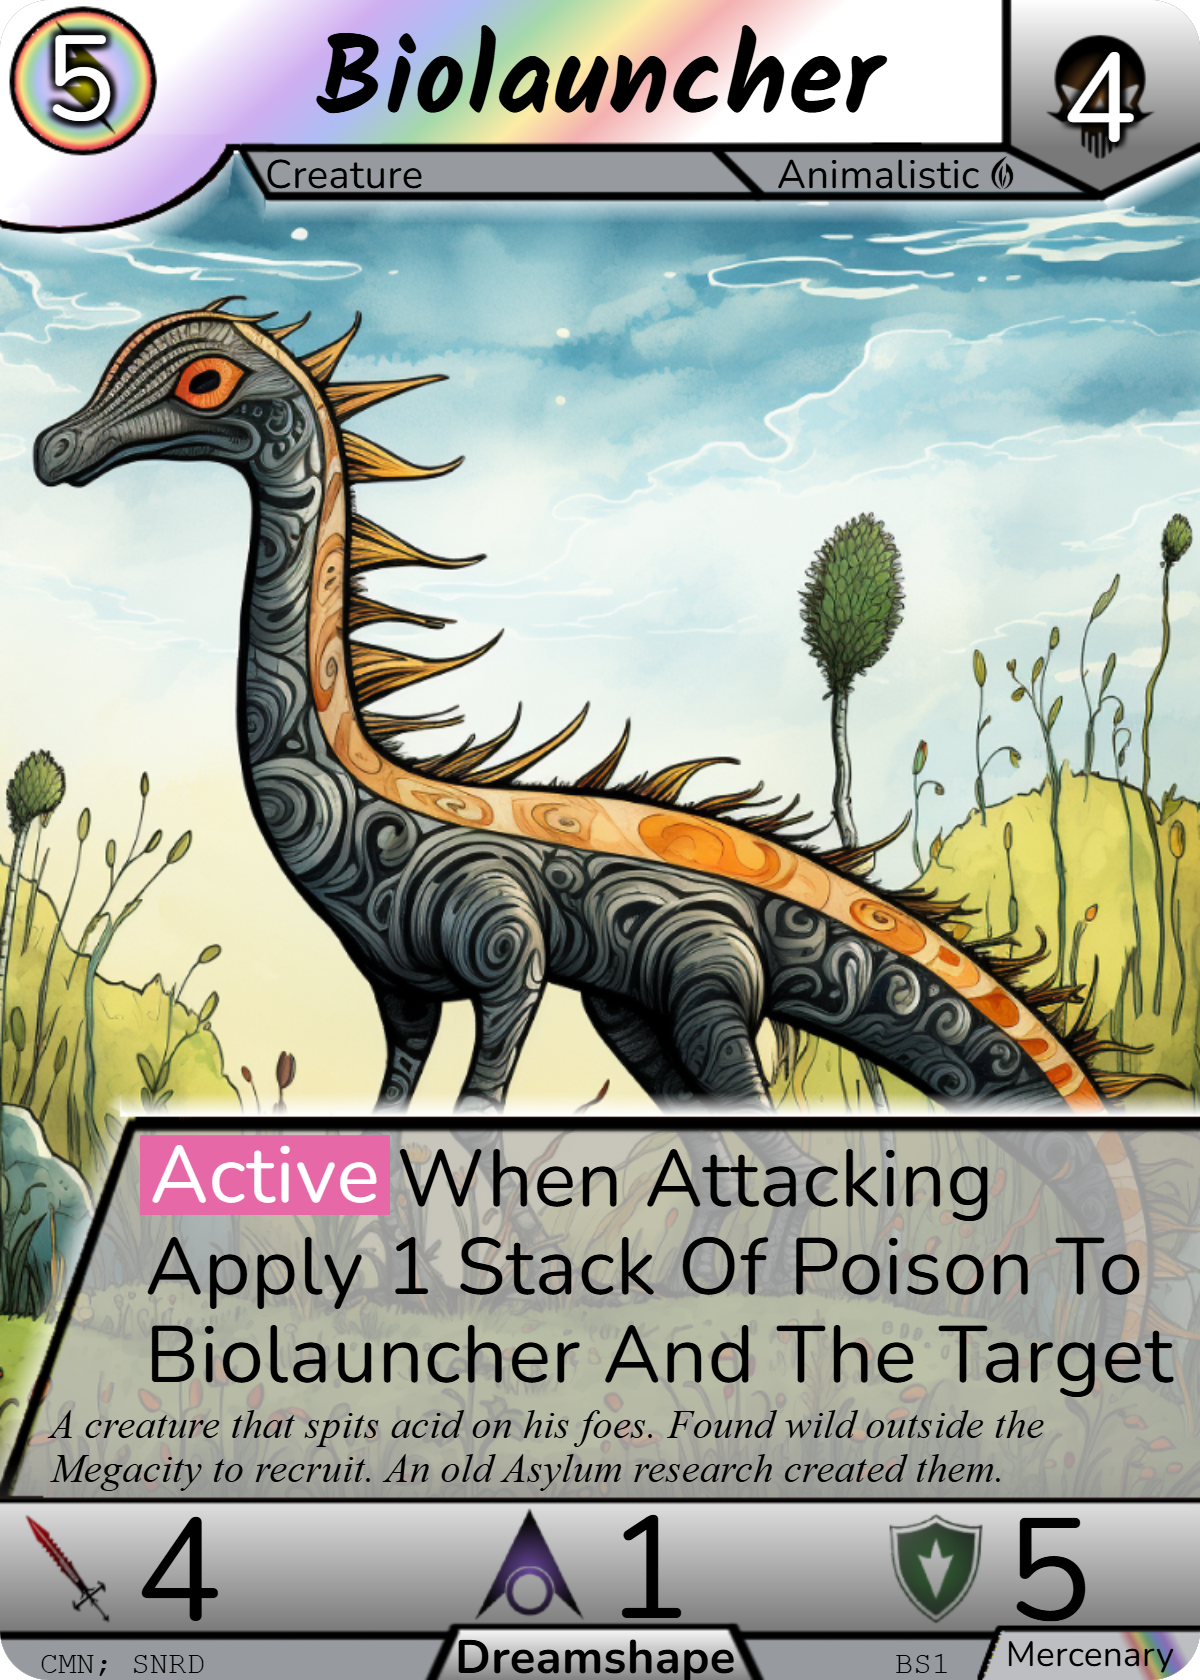 5
Biolauncher
4
Creature
Animalistic
Active When Attacking
Apply 1 Stack Of Poison To
Biolauncher And The Target
A creature that spits acid on his foes. Found wild outside the
Megacity to recruit. An old Asylum research created them.
4
1
5
CMN; SNRD
Dreamshape
BS1
Mercenary